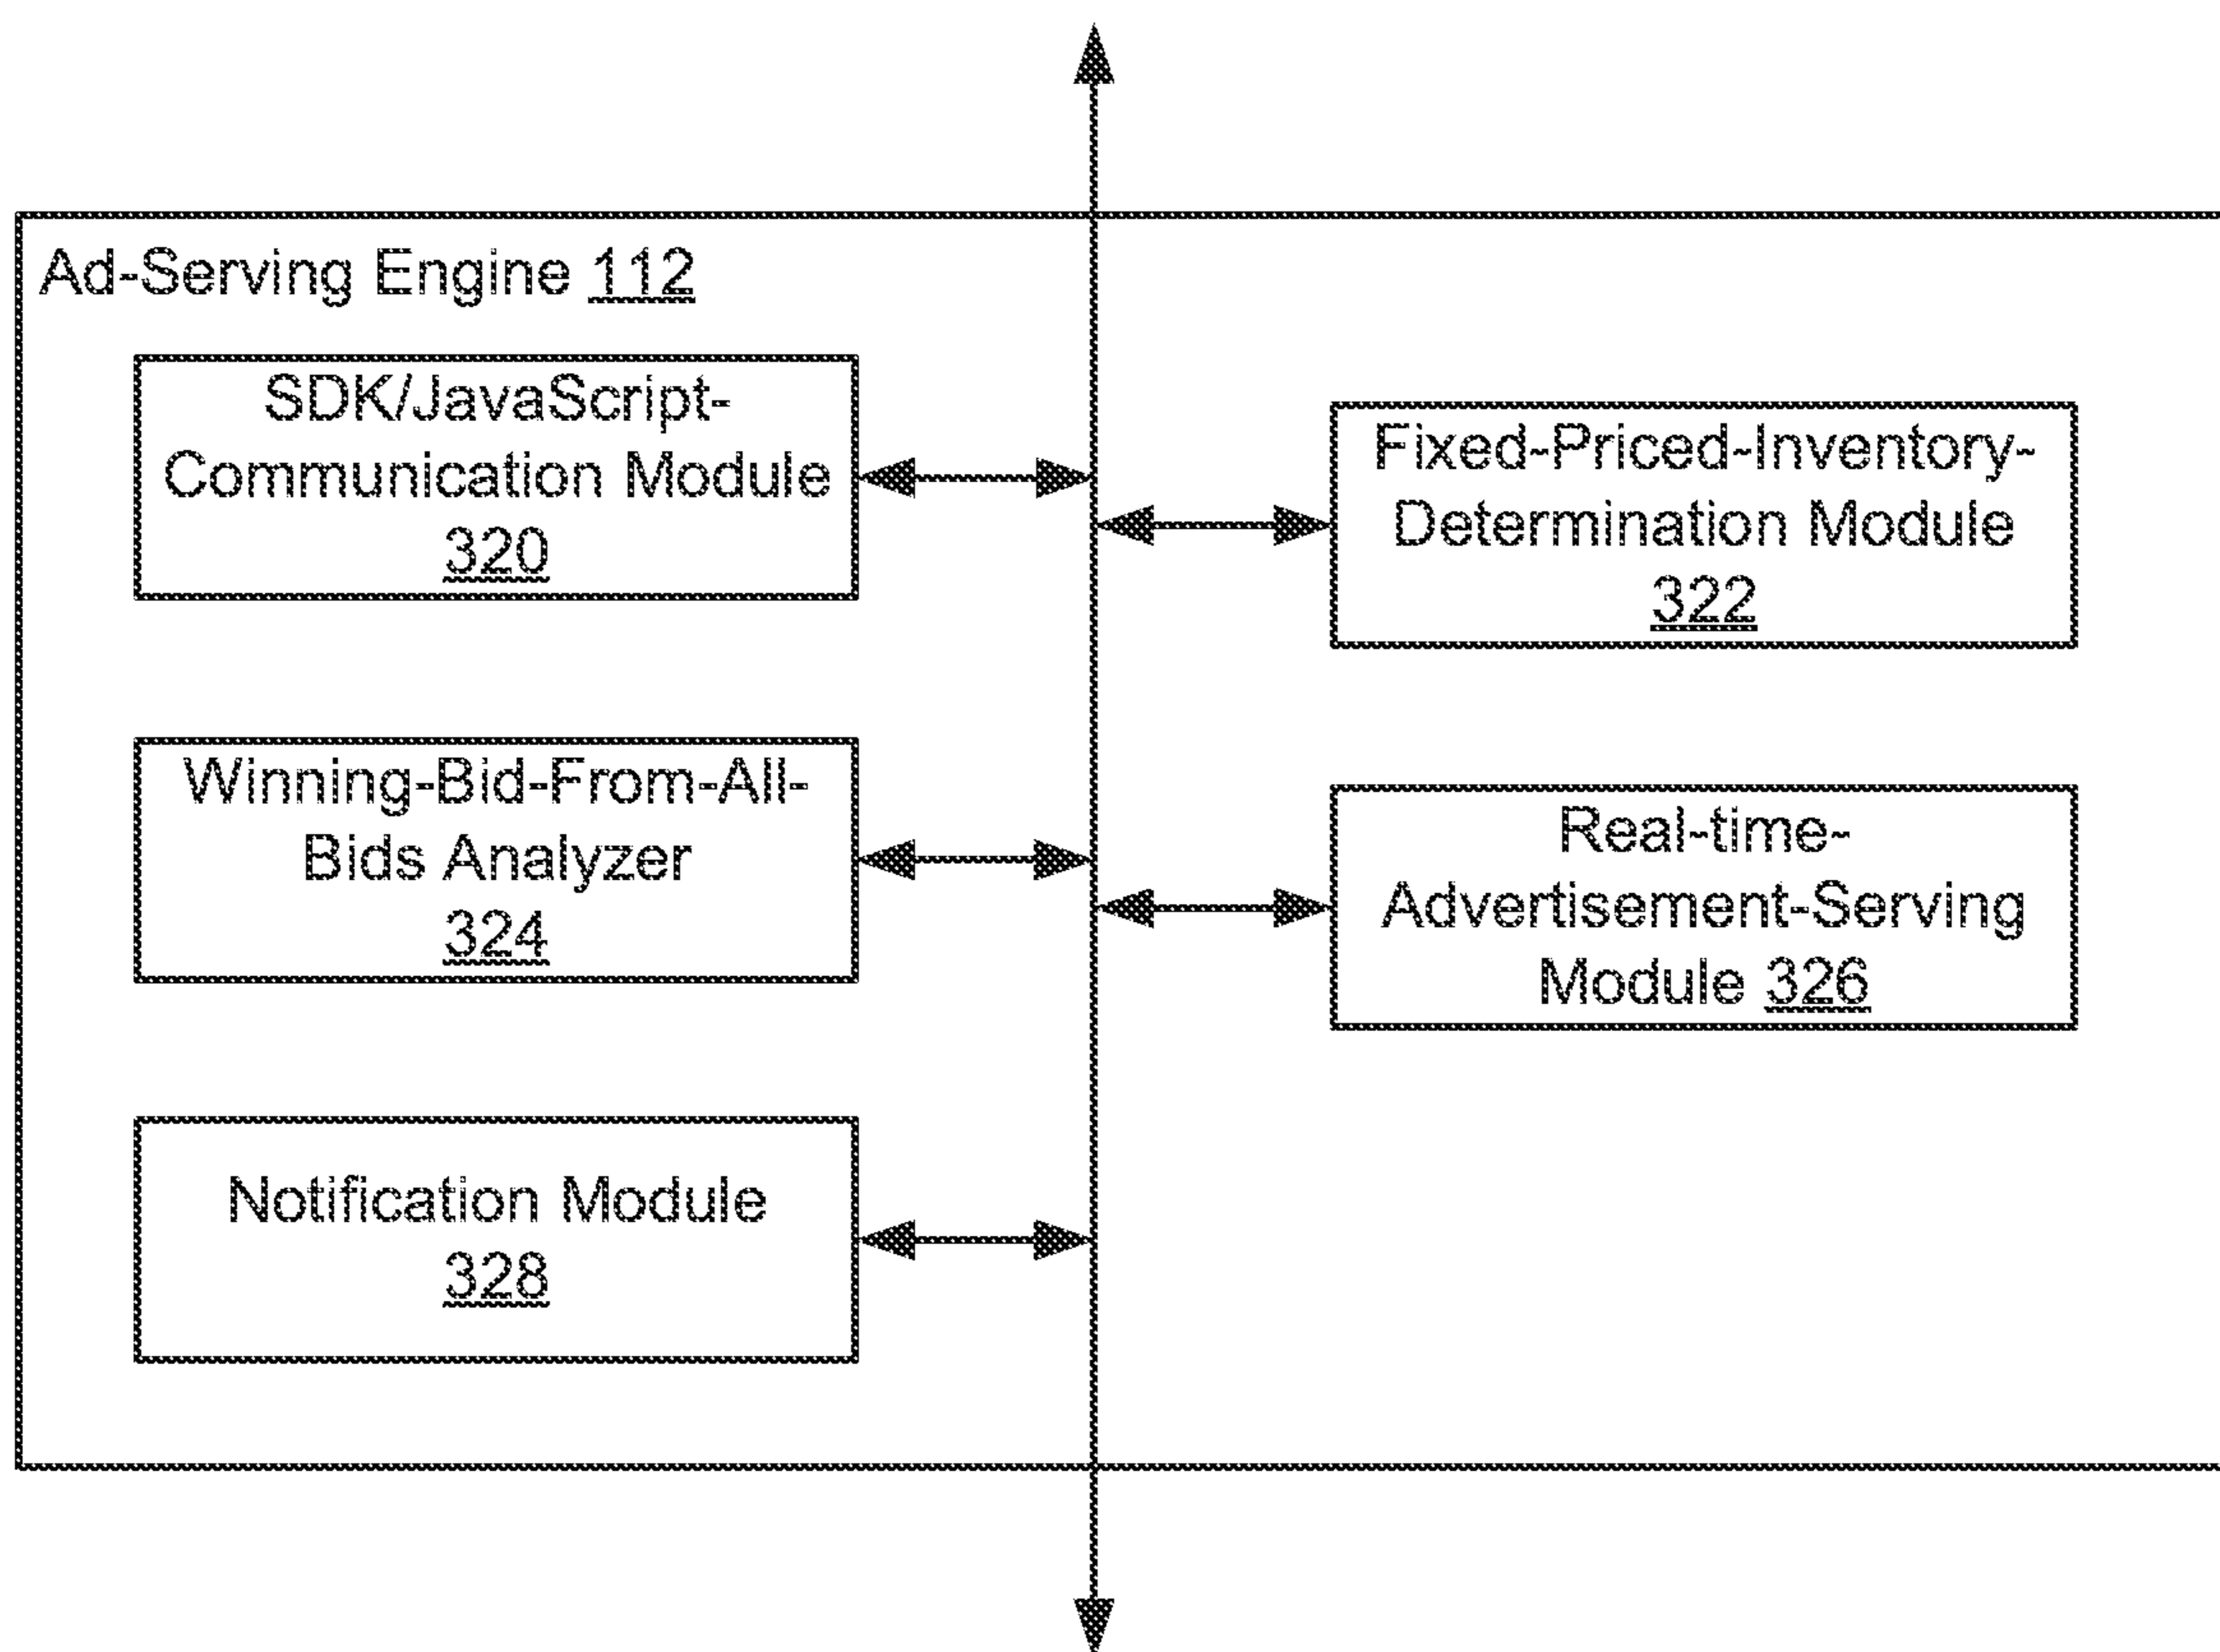 Ad-Serving Engine 112
SDK/JavaScript-
Communication Module
320
Fixed-Priced-Inventory-
Determination Module
322
Winning-Bid-From-All-
Bids Analyzer
324
Real-time-
Advertisement-Serving
Module 326
Notification Module
328